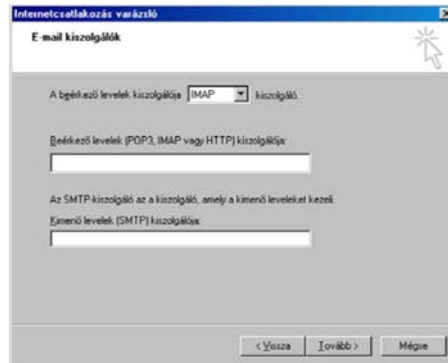 Internetcsatlakozás varázsló
E-mail kiszolgálók
A beérkező levelek kiszolgálója IMAP kiszolgáló.
Beérkező levelek (POP3, IMAP vagy HTTP) kiszolgálója:
Az SMTP-kiszolgáló az a kiszolgáló, amely a kimenő leveleket kezeli.
Kimenő levelek (SMTP) kiszolgálója:
< Vissza Tovább > Mégse